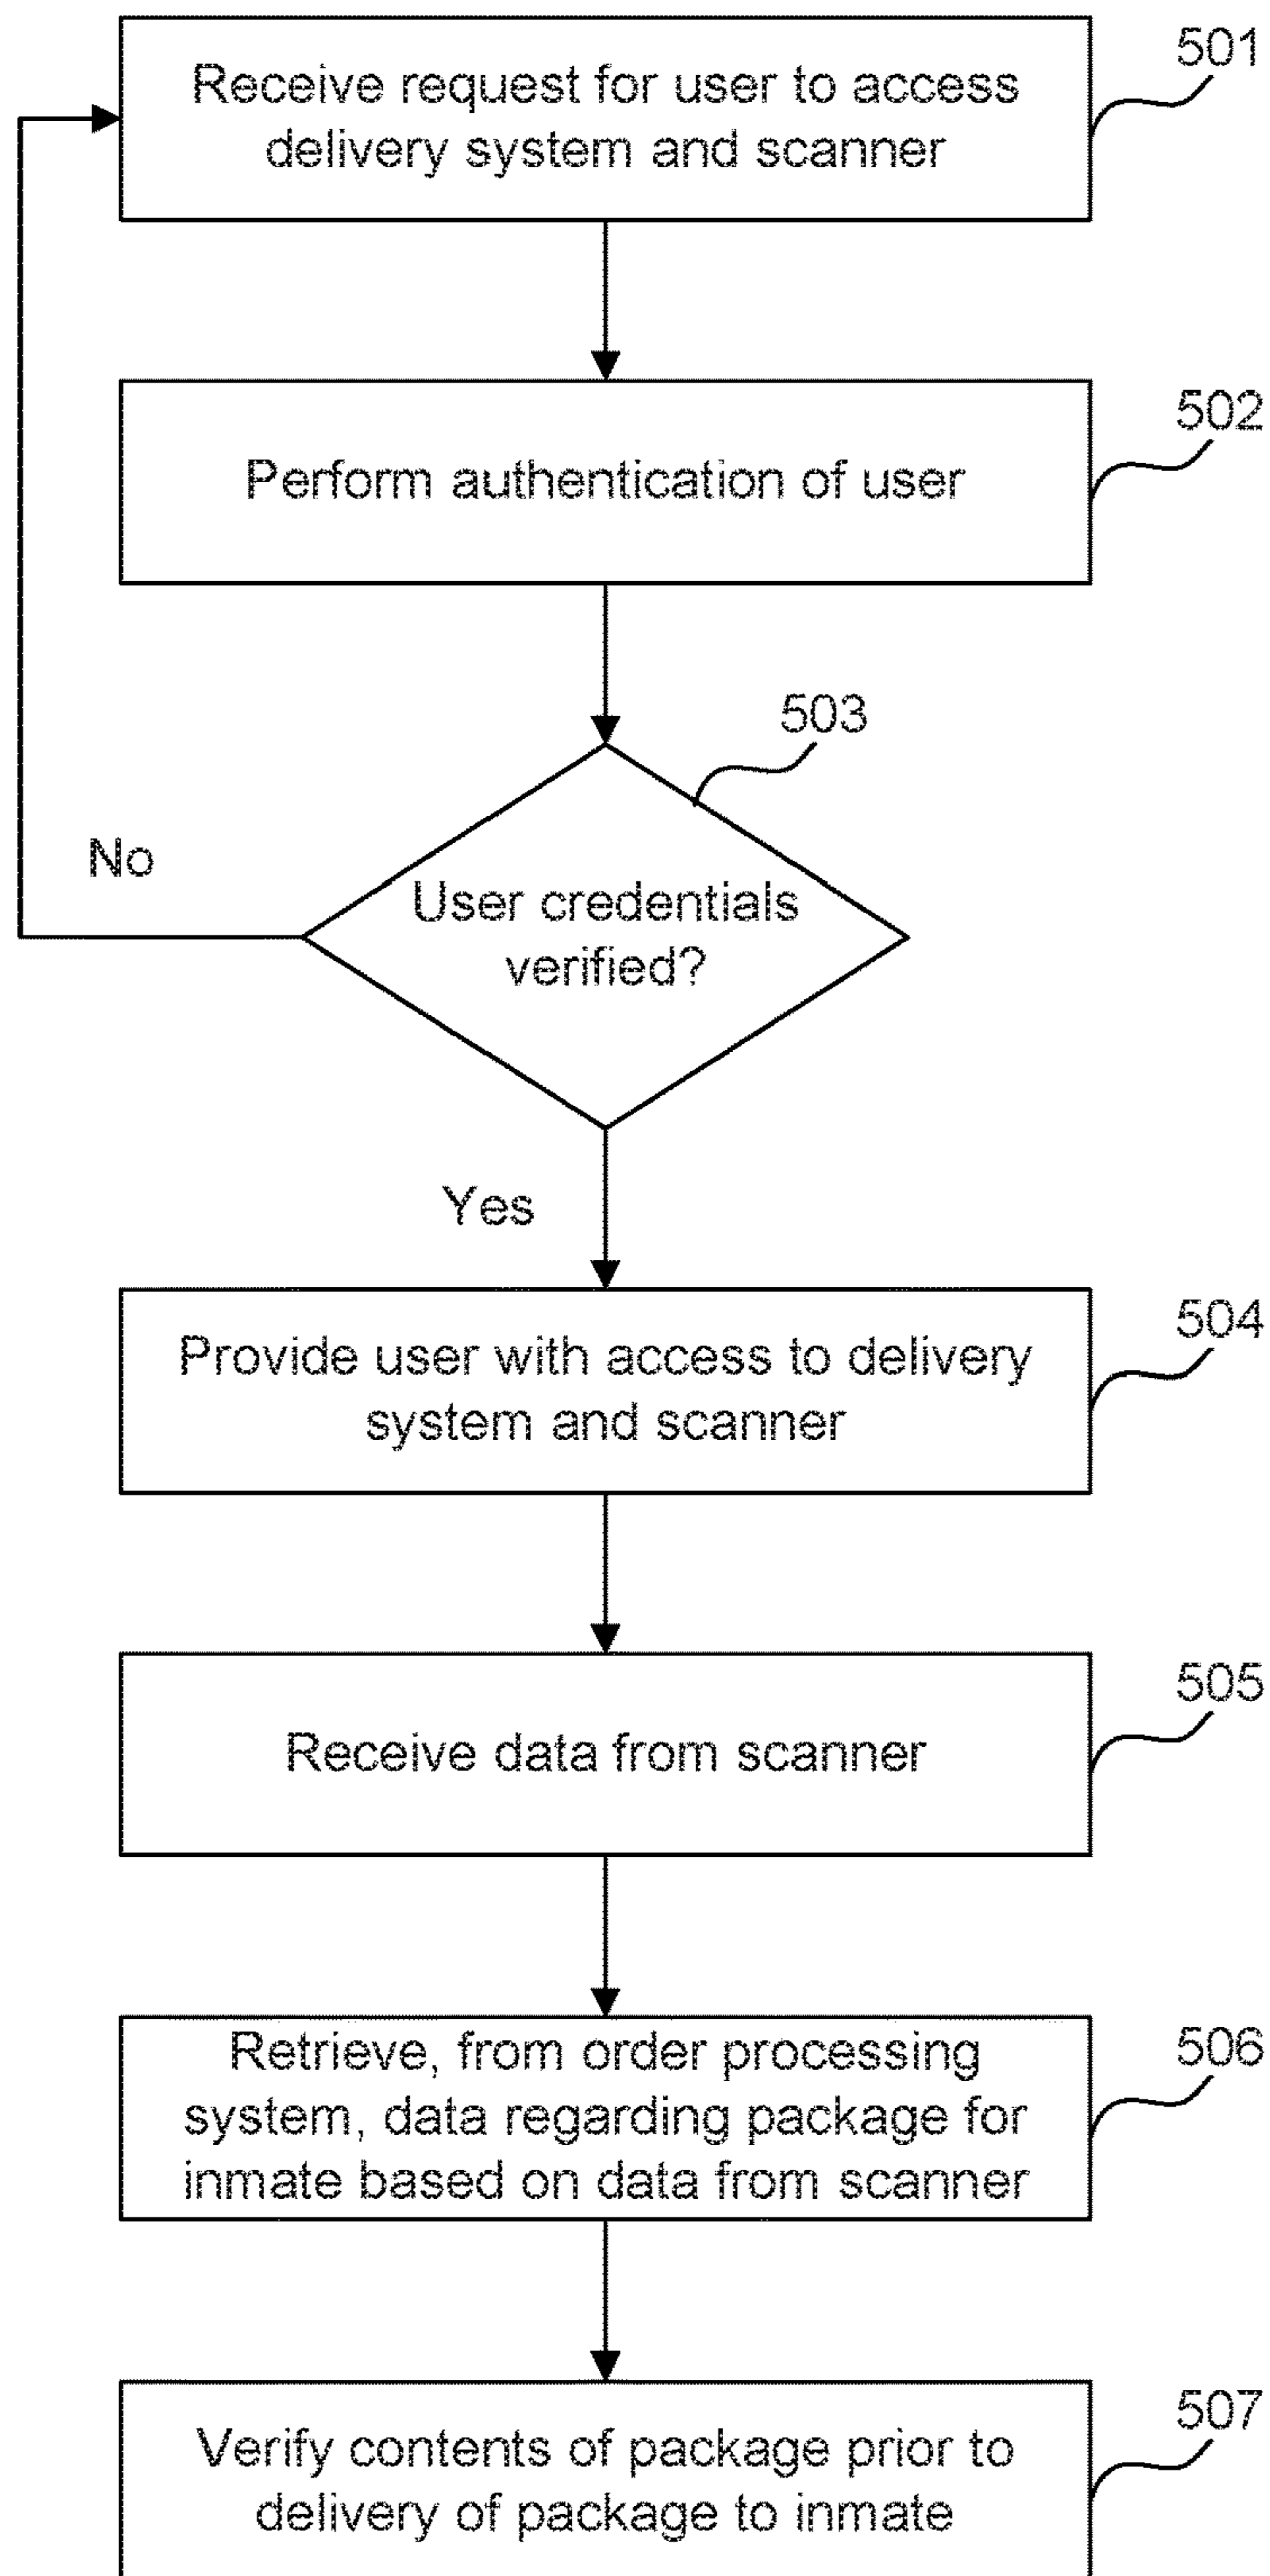 Receive request for user to access
delivery system and scanner
501
Perform authentication of user
502
503
No
User credentials
verified?
Yes
Provide user with access to delivery
system and scanner
504
Receive data from scanner
505
Retrieve, from order processing
system, data regarding package for
inmate based on data from scanner
506
Verify contents of package prior to
delivery of package to inmate
507